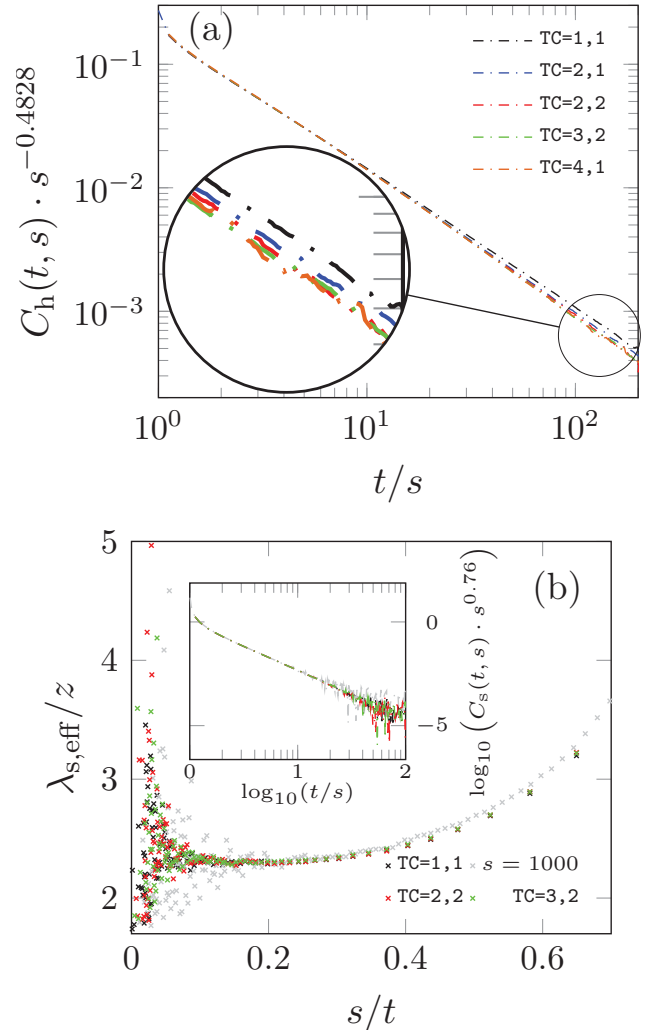 (a)
TC=1,1
TC=2,1
TC=2,2
TC=3,2
TC=4,1
C_h(t, s) · s^{−0.4828}
10^{−1}
10^{−2}
10^{−3}
10^0 10^1 10^2
t/s
(b)
λ_{s,eff}/z
5
4
3
2
0 0.2 0.4 0.6
s/t
0
−5
log_{10}(C_s(t, s) · s^{0.76})
0 1 2
log_{10}(t/s)
TC=1,1 s = 1000
TC=2,2 TC=3,2